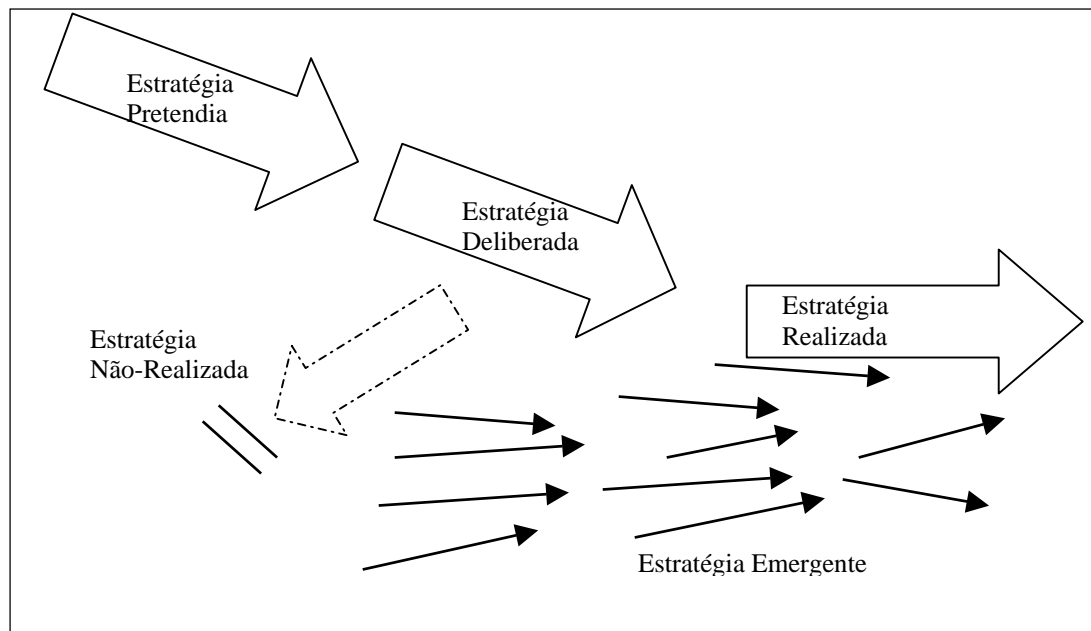 Estratégia
Pretendia
Estratégia
Deliberada
Estratégia
Realizada
Estratégia
Não-Realizada
Estratégia Emergente